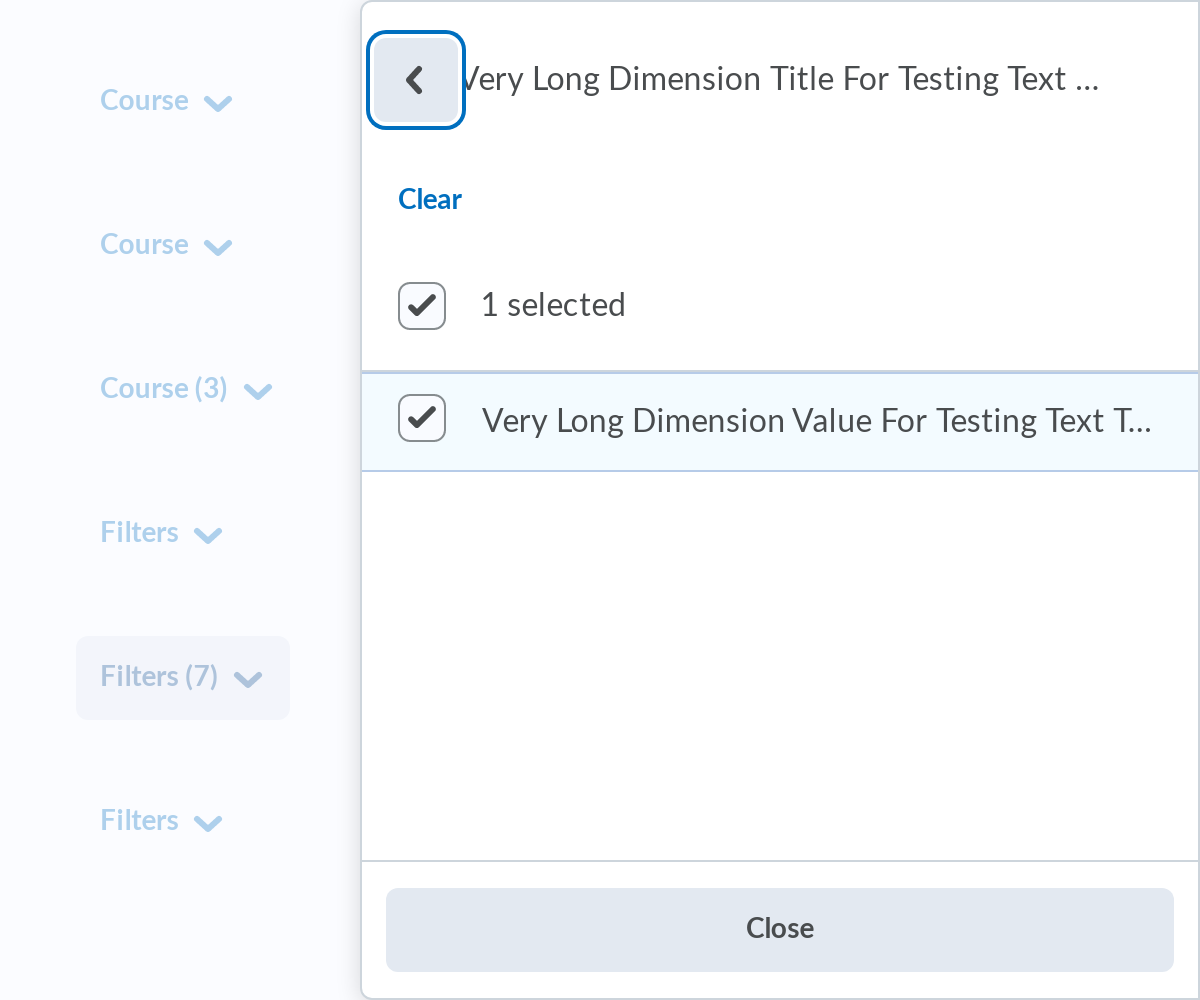 Course
Course
Course (3)
Filters
Filters (7)
Filters
Very Long Dimension Title For Testing Text ...
Clear
1 selected
Very Long Dimension Value For Testing Text T...
Close